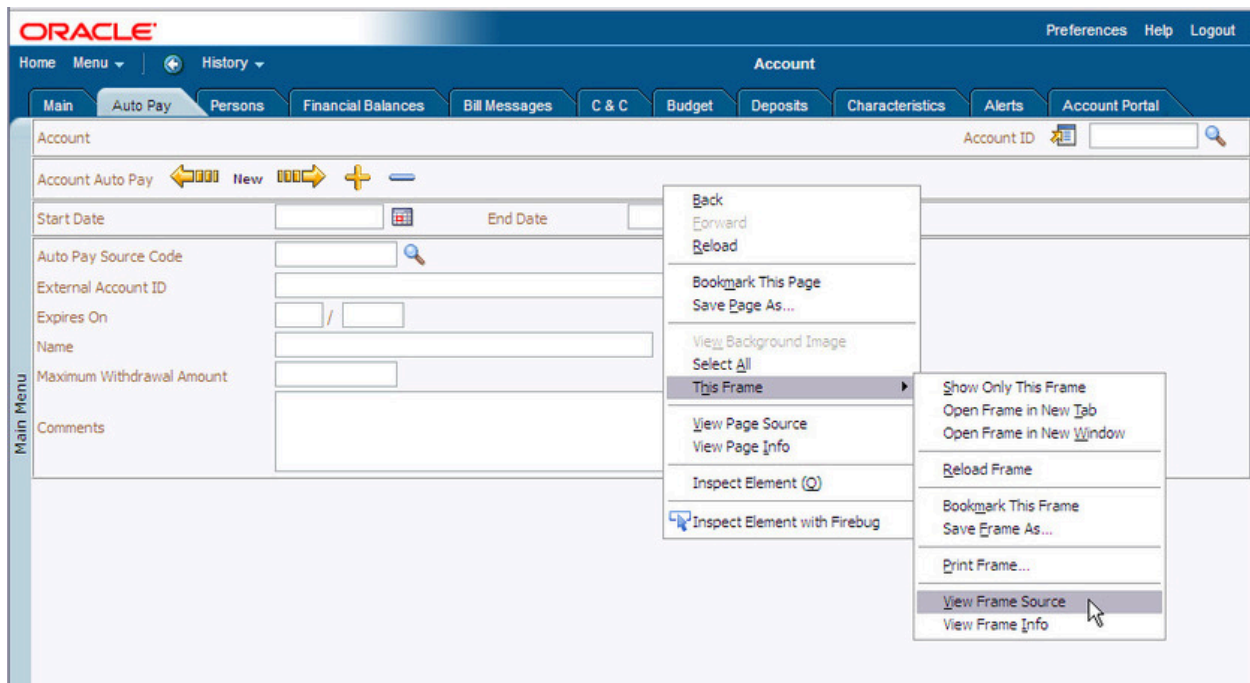 ORACLE
Preferences Help Logout
Home Menu History Account
Main Auto Pay Persons Financial Balances Bill Messages C & C Budget Deposits Characteristics Alerts Account Portal
Account Account ID
Account Auto Pay New
Start Date End Date
Auto Pay Source Code
External Account ID
Expires On /
Name
Maximum Withdrawal Amount
Comments
Main Menu
Back
Forward
Reload
Bookmark This Page
Save Page As...
View Background Image
Select All
This Frame
View Page Source
View Page Info
Inspect Element (Q)
Inspect Element with Firebug
Show Only This Frame
Open Frame in New Tab
Open Frame in New Window
Reload Frame
Bookmark This Frame
Save Frame As...
Print Frame...
View Frame Source
View Frame Info